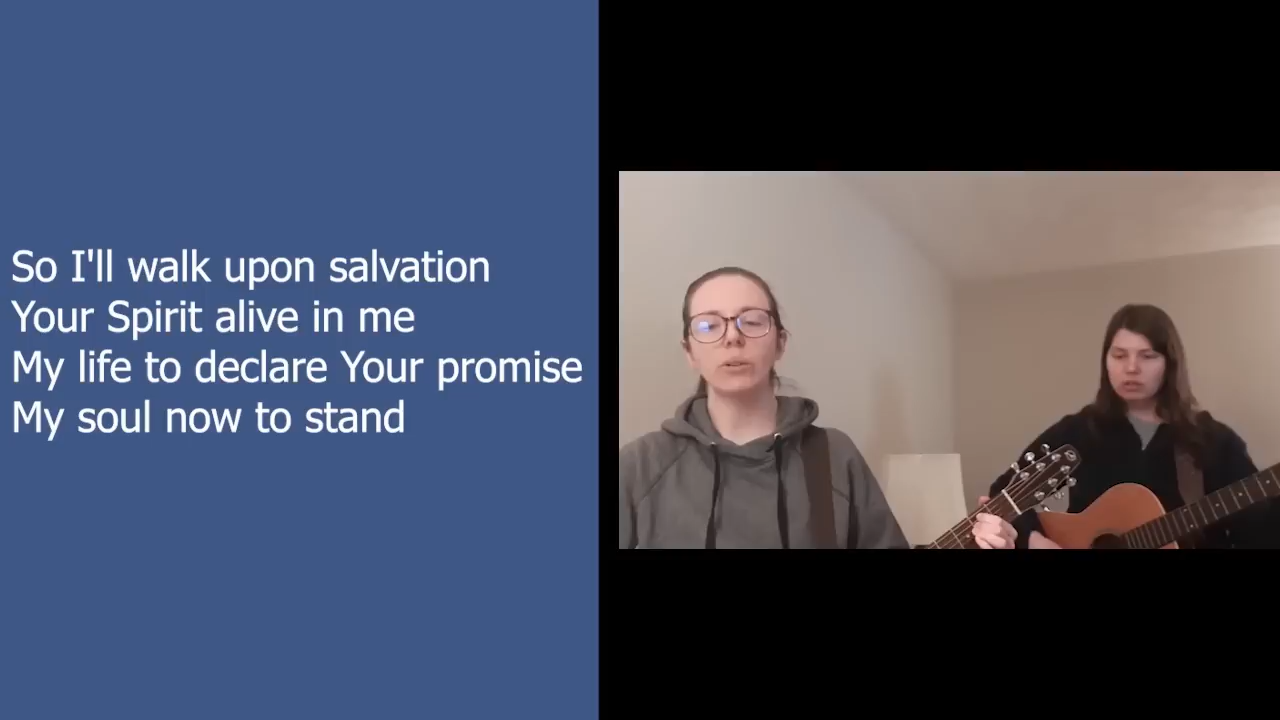 So I'll walk upon salvation
Your Spirit alive in me
My life to declare Your promise
My soul now to stand